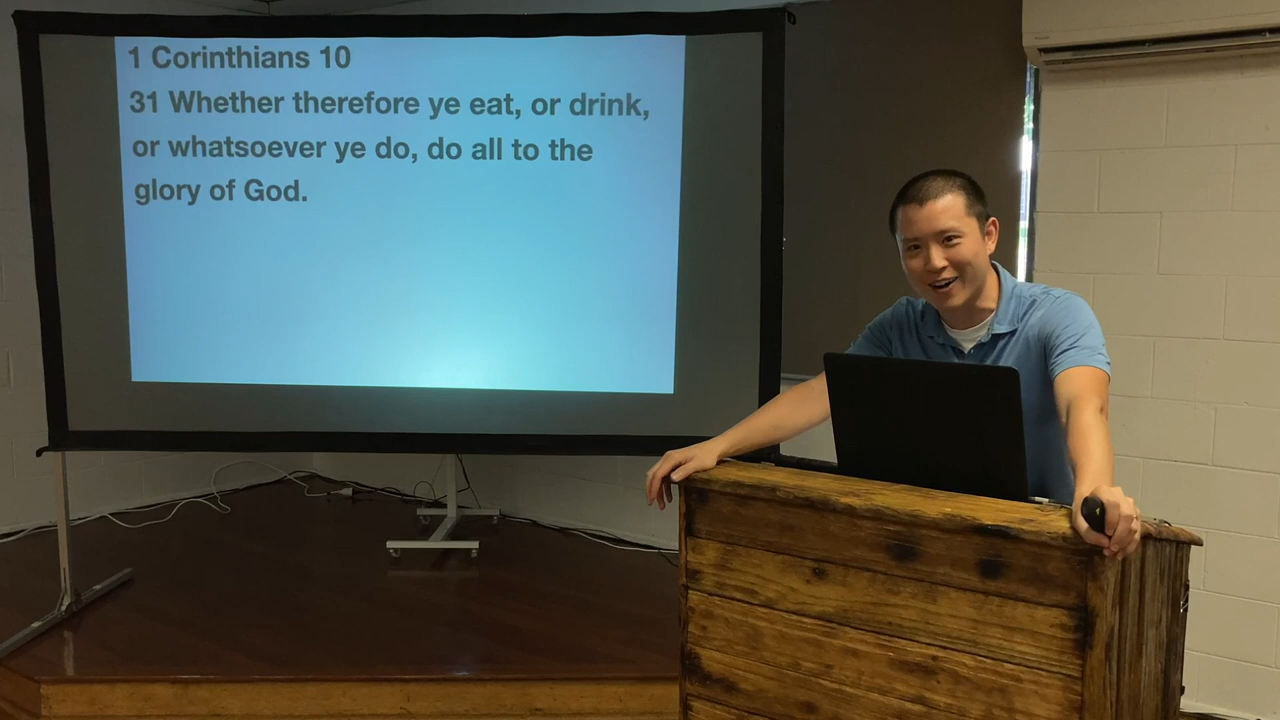 1 Corinthians 10
31 Whether therefore ye eat, or drink,
or whatsoever ye do, do all to the
glory of God.